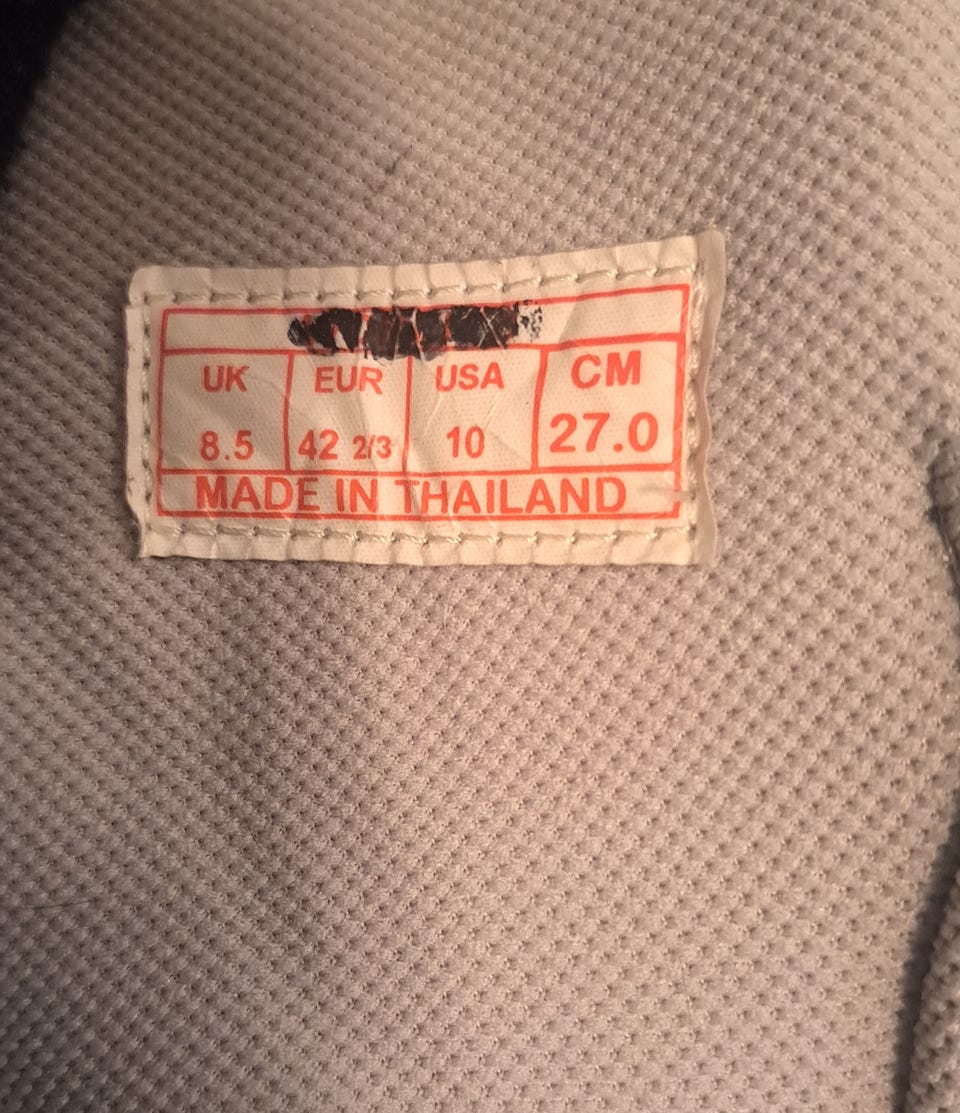 UK EUR USA CM
8.5 42 2/3 10 27.0
MADE IN THAILAND